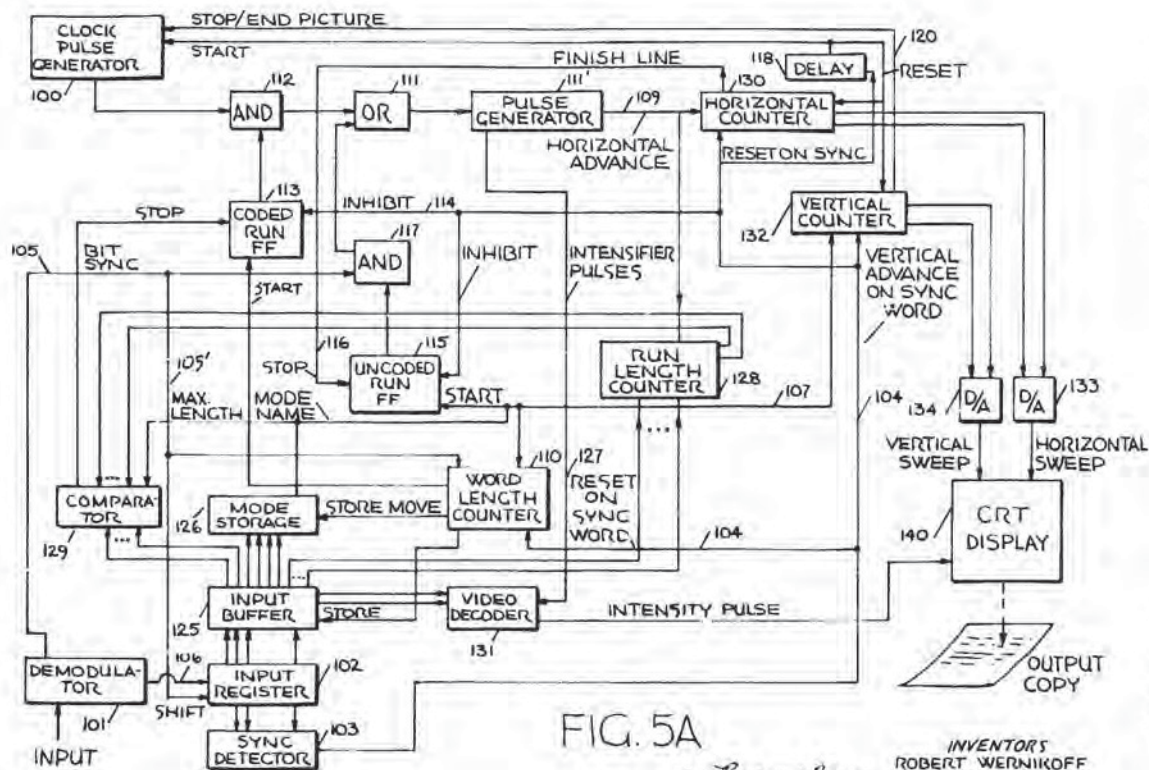 STOP/END PICTURE
CLOCK
PULSE
GENERATOR
START
100
120
118
DELAY
RESET
FINISH LINE
112
111
111'
130
AND
OR
PULSE
GENERATOR
109
HORIZONTAL
COUNTER
HORIZONTAL
ADVANCE
RESET ON SYNC
113
STOP
CODED
RUN
FF
INHIBIT
114
117
AND
132
VERTICAL
COUNTER
105
BIT
SYNC
START
INHIBIT
INTENSIFIER
PULSES
VERTICAL
ADVANCE
ON SYNC
WORD
116
115
STOP
UNCODED
RUN
FF
RUN
LENGTH
COUNTER
128
105'
MAX.
LENGTH
MODE
NAME
START
107
104
134
D/A
D/A
133
VERTICAL
SWEEP
HORIZONTAL
SWEEP
110
127
RESET
ON
SYNC
WORD
COMPARA-
TOR
129
126
MODE
STORAGE
STORE MOVE
WORD
LENGTH
COUNTER
104
140
CRT
DISPLAY
125
INPUT
BUFFER
STORE
VIDEO
DECODER
131
INTENSITY PULSE
DEMODULA-
TOR
101
106
SHIFT
INPUT
REGISTER
102
OUTPUT
COPY
INPUT
SYNC
DETECTOR
103
FIG. 5A
INVENTORS
ROBERT WERNIKOFF